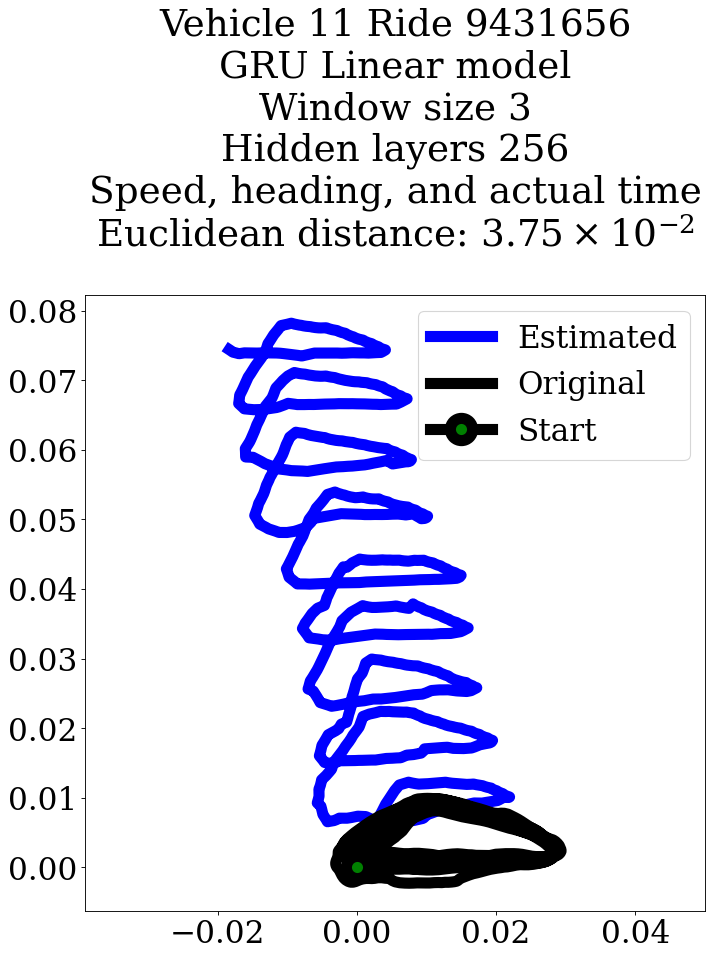 Vehicle 11 Ride 9431656
GRU Linear model
Window size 3
Hidden layers 256
Speed, heading, and actual time
Euclidean distance: 3.75 × 10⁻²
Estimated
Original
Start
0.08
0.07
0.06
0.05
0.04
0.03
0.02
0.01
0.00
−0.02 0.00 0.02 0.04